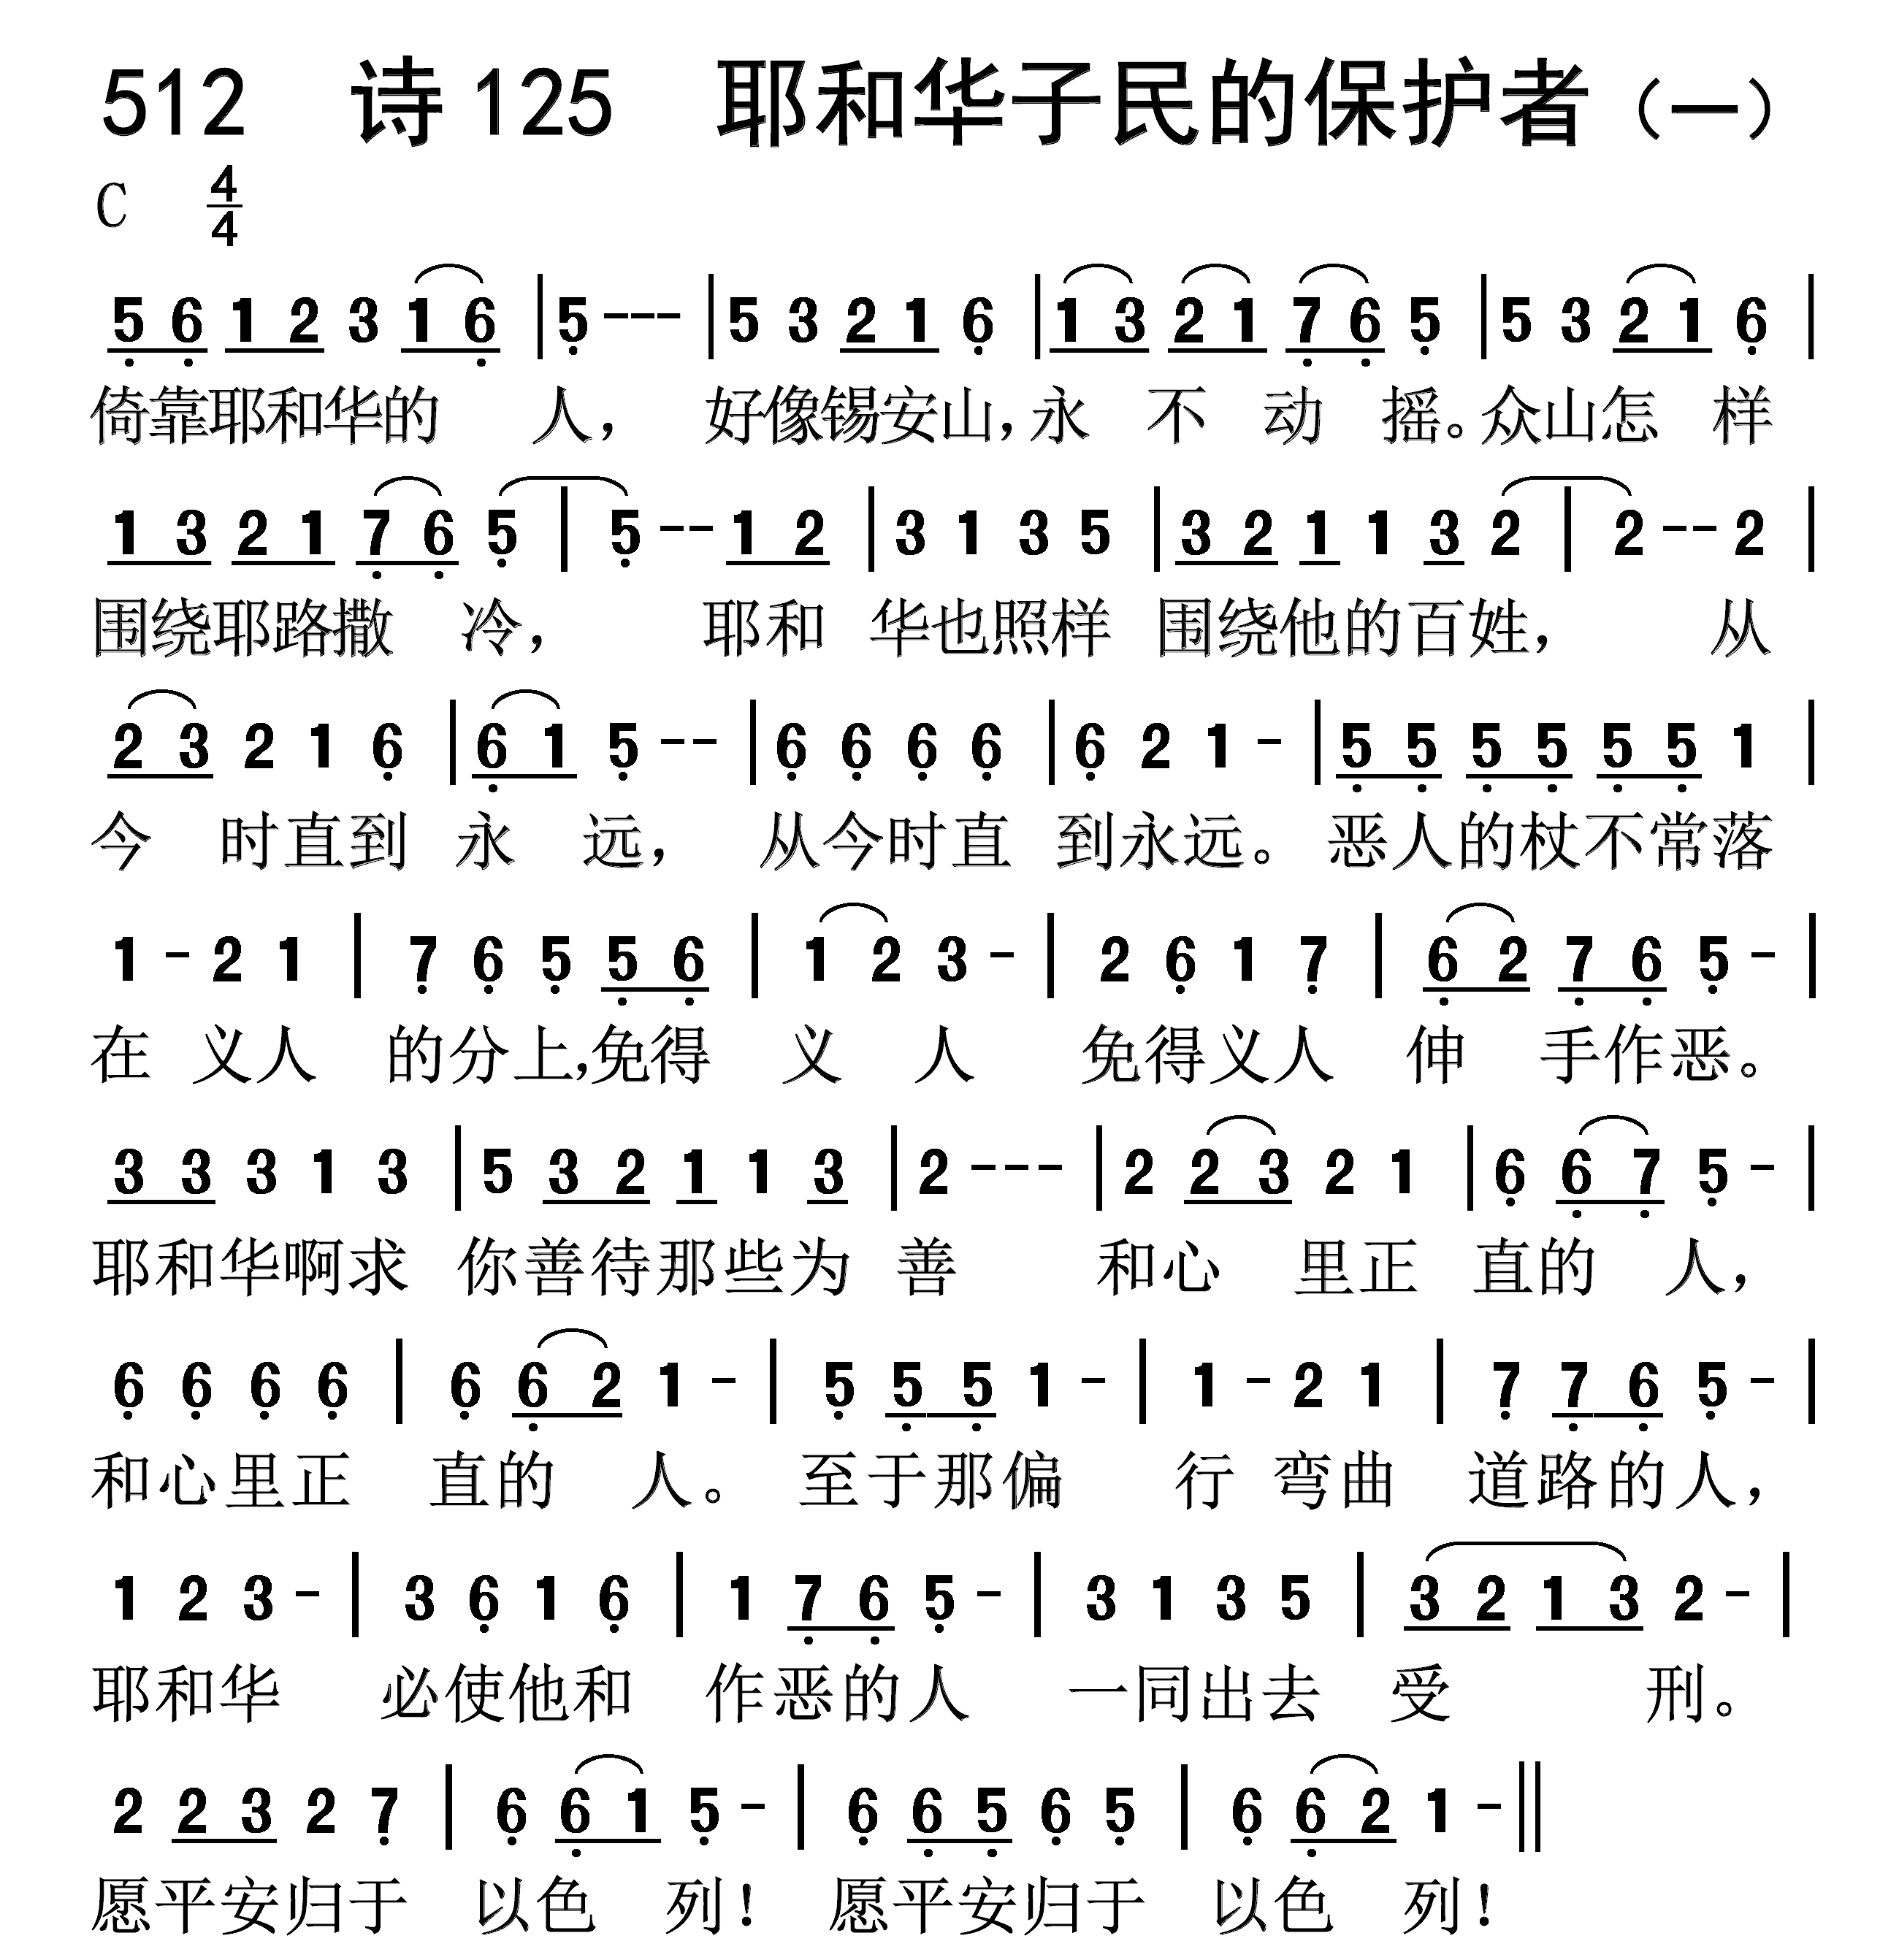 512 诗125 耶和华子民的保护者（一）
C 4/4
5 6 1 2 3 1 6 | 5 - - - | 5 3 2 1 6 | 1 3 2 1 7 6 5 | 5 3 2 1 6 |
倚靠耶和华的 人， 好像锡安山，永 不 动 摇。众山怎 样
1 3 2 1 7 6 5 | 5 - - 1 2 | 3 1 3 5 | 3 2 1 1 3 2 | 2 - - 2 |
围绕耶路撒 冷， 耶和 华也照样 围绕他的百姓， 从
2 3 2 1 6 | 6 1 5 - - | 6 6 6 6 | 6 2 1 - | 5 5 5 5 5 5 1 |
今 时直到 永 远， 从今时直 到永远。恶人的杖不常落
1 - 2 1 | 7 6 5 5 6 | 1 2 3 - | 2 6 1 7 | 6 2 7 6 5 - |
在 义人 的分上,免得 义 人 免得义人 伸 手作恶。
3 3 3 1 3 | 5 3 2 1 1 3 | 2 - - - | 2 2 3 2 1 | 6 6 7 5 - |
耶和华啊求 你善待那些为 善 和心 里正 直的 人，
6 6 6 6 | 6 6 2 1 - | 5 5 5 1 - | 1 - 2 1 | 7 7 6 5 - |
和心里正 直的 人。 至于那偏 行 弯曲 道路的人，
1 2 3 - | 3 6 1 6 | 1 7 6 5 - | 3 1 3 5 | 3 2 1 3 2 - |
耶和华 必使他和 作恶的人 一同出去 受 刑。
2 2 3 2 7 | 6 6 1 5 - | 6 6 5 6 5 | 6 6 2 1 - ||
愿平安归于 以色 列！ 愿平安归于 以色 列！